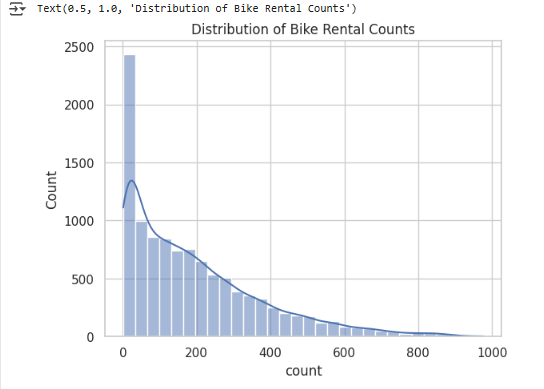 Text(0.5, 1.0, 'Distribution of Bike Rental Counts')
Distribution of Bike Rental Counts
2500
2000
1500
1000
500
0
Count
0 200 400 600 800 1000
count